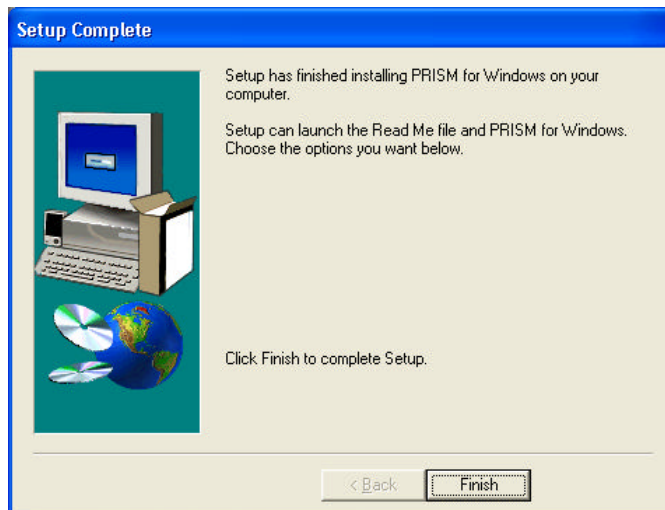 Setup Complete
Setup has finished installing PRISM for Windows on your
computer.
Setup can launch the Read Me file and PRISM for Windows.
Choose the options you want below.
Click Finish to complete Setup.
< Back
Finish